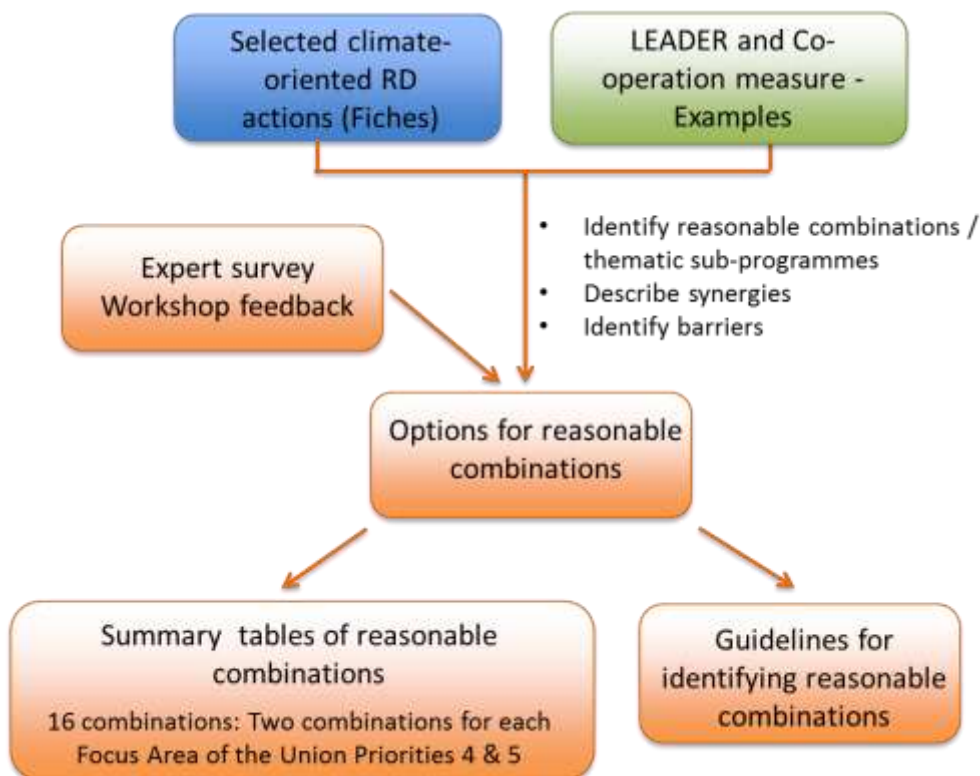 Selected climate-
oriented RD
actions (Fiches)
LEADER and Co-
operation measure -
Examples
• Identify reasonable combinations /
thematic sub-programmes
• Describe synergies
• Identify barriers
Expert survey
Workshop feedback
Options for reasonable
combinations
Summary tables of reasonable
combinations
16 combinations: Two combinations for each
Focus Area of the Union Priorities 4 & 5
Guidelines for
identifying reasonable
combinations